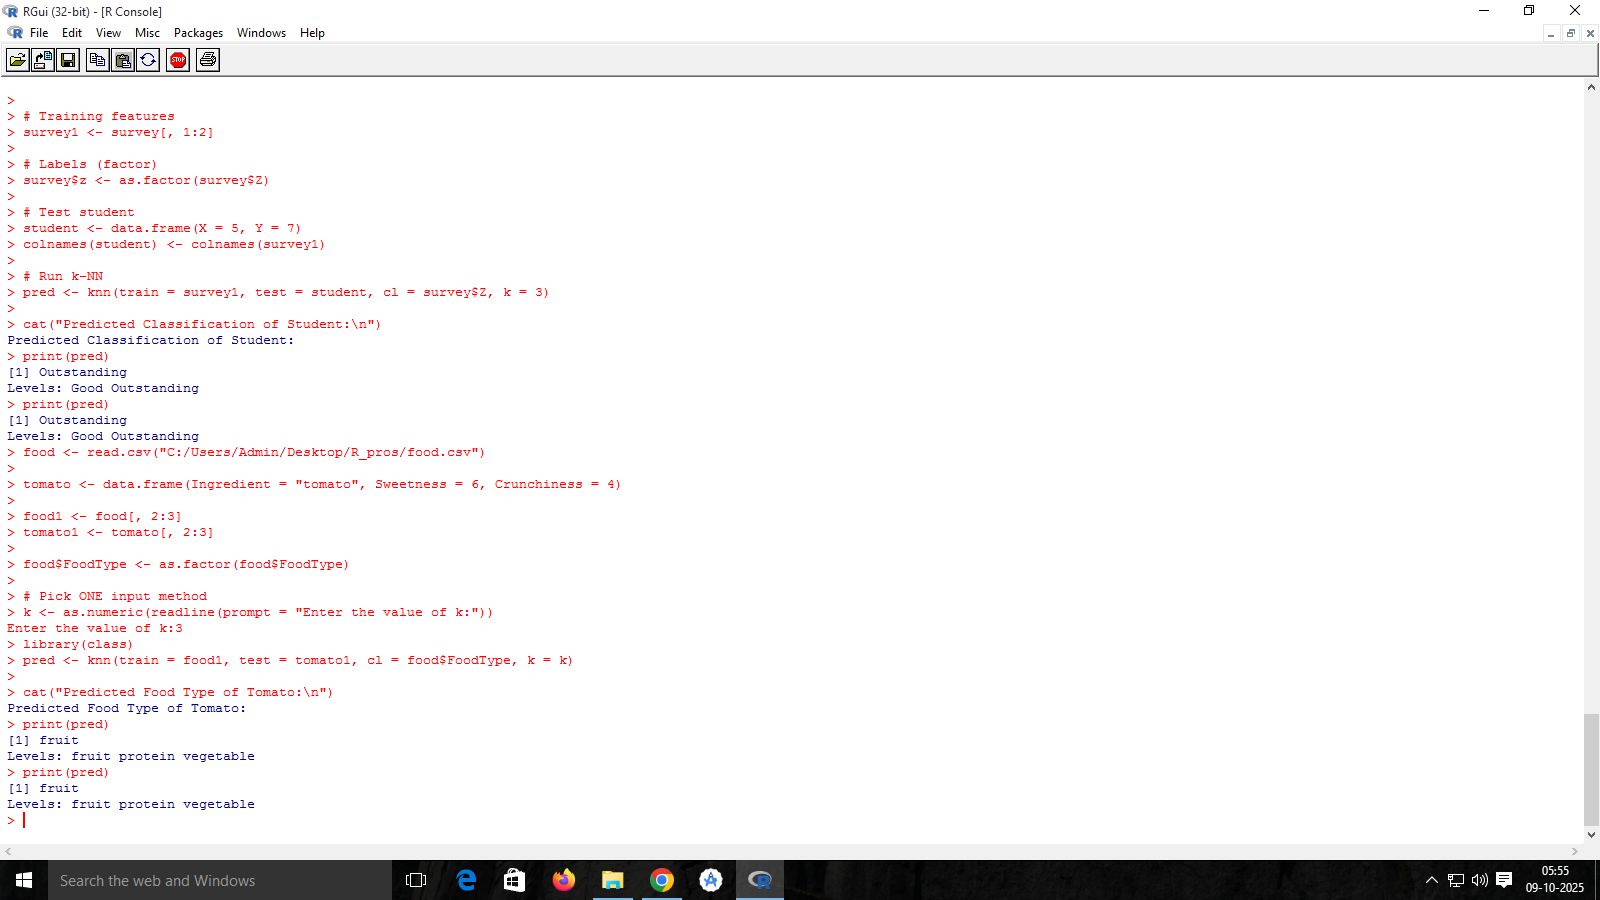 RGui (32-bit) - [R Console]
File Edit View Misc Packages Windows Help
STOP
>
> # Training features
> survey1 <- survey[, 1:2]
>
> # Labels (factor)
> survey$z <- as.factor(survey$Z)
>
> # Test student
> student <- data.frame(X = 5, Y = 7)
> colnames(student) <- colnames(survey1)
>
> # Run k-NN
> pred <- knn(train = survey1, test = student, cl = survey$Z, k = 3)
>
> cat("Predicted Classification of Student:\n")
Predicted Classification of Student:
> print(pred)
[1] Outstanding
Levels: Good Outstanding
> print(pred)
[1] Outstanding
Levels: Good Outstanding
> food <- read.csv("C:/Users/Admin/Desktop/R_pros/food.csv")
>
> tomato <- data.frame(Ingredient = "tomato", Sweetness = 6, Crunchiness = 4)
>
> food1 <- food[, 2:3]
> tomato1 <- tomato[, 2:3]
>
> food$FoodType <- as.factor(food$FoodType)
>
> # Pick ONE input method
> k <- as.numeric(readline(prompt = "Enter the value of k:"))
Enter the value of k:3
> library(class)
> pred <- knn(train = food1, test = tomato1, cl = food$FoodType, k = k)
>
> cat("Predicted Food Type of Tomato:\n")
Predicted Food Type of Tomato:
> print(pred)
[1] fruit
Levels: fruit protein vegetable
> print(pred)
[1] fruit
Levels: fruit protein vegetable
>
Search the web and Windows
05:55
09-10-2025